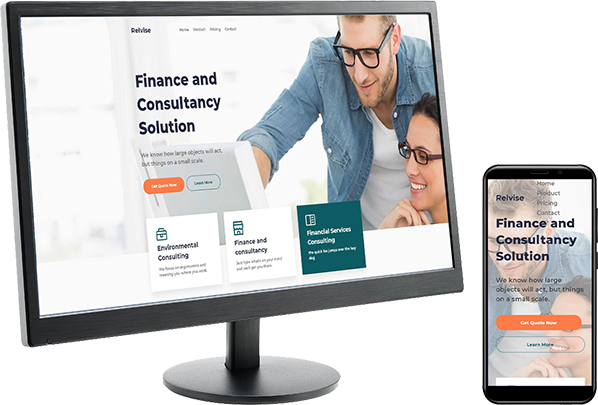 Relvise
Home Product Pricing Contact
Finance and
Consultancy
Solution
We know how large objects will act,
but things on a small scale.
Get Quote Now
Learn More
Environmental
Consulting
We focus on ergonomics and
meeting you where you work.
Finance and
consultancy
Just type what's on your mind
and we'll get you there.
Financial Services
Consulting
the quick fox jumps over the lazy
dog
Home
Relvise
Product
Pricing
Contact
Finance and
Consultancy
Solution
We know how large
objects will act, but things
on a small scale.
Get Quote Now
Learn More